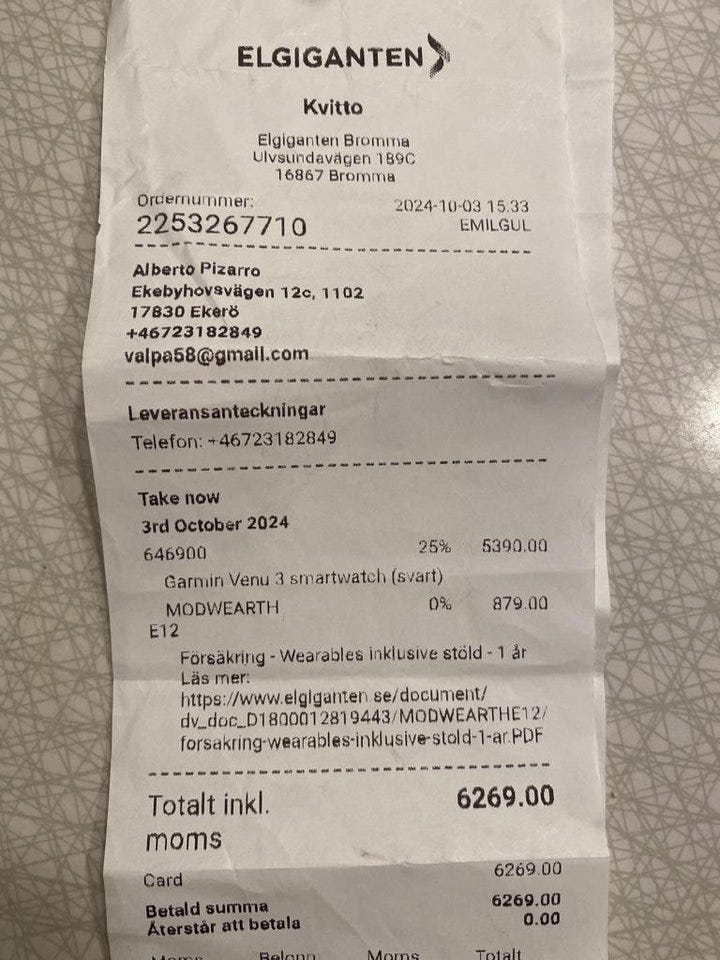 ELGIGANTEN
Kvitto
Elgiganten Bromma
Ulvsundavägen 189C
16867 Bromma
Ordernummer: 2024-10-03 15:33
2253267710 EMILGUL
Alberto Pizarro
Ekebyhovsvägen 12c, 1102
17830 Ekerö
+46723182849
valpa58@gmail.com
Leveransanteckningar
Telefon: +46723182849
Take now
3rd October 2024
646900 25% 5390.00
Garmin Venu 3 smartwatch (svart)
MODWEARTH 0% 879.00
E12
Försäkring - Wearables inklusive stöld - 1 år
Läs mer:
https://www.elgiganten.se/document/
dv_doc_D1800012819443/MODWEARTHE12/
forsakring-wearables-inklusive-stold-1-ar.PDF
Totalt inkl. 6269.00
moms
Card 6269.00
Betald summa 6269.00
Återstår att betala 0.00
Moms Belopp Moms Totalt